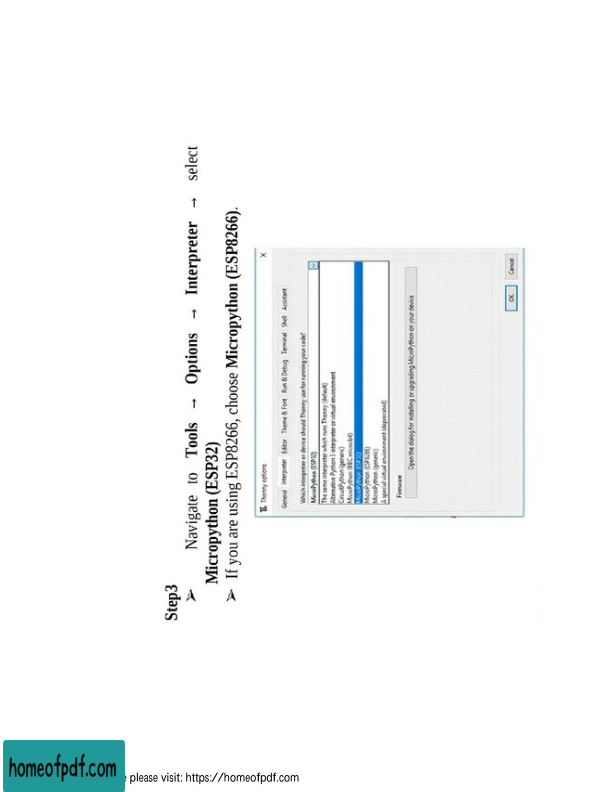 Step3
➢ Navigate to Tools → Options → Interpreter → select
Micropython (ESP32)
➢ If you are using ESP8266, choose Micropython (ESP8266).
Thonny options
X
General Interpreter Editor Theme & Font Run & Debug Terminal Shell Assistant
Which interpreter or device should Thonny use for running your code?
MicroPython (ESP32)
The same interpreter which runs Thonny (default)
Alternative Python 3 interpreter or virtual environment
CircuitPython (generic)
MicroPython (BBC micro:bit)
MicroPython (ESP32)
MicroPython (ESP8266)
MicroPython (generic)
A special virtual environment (deprecated)
Firmware
Open the dialog for installing or upgrading MicroPython on your device
OK Cancel
homeofpdf.com
please visit: https://homeofpdf.com